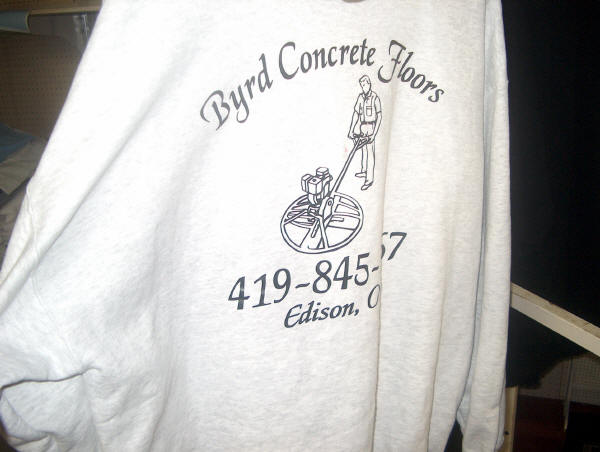 Byrd Concrete Floors
419-845-
Edison,